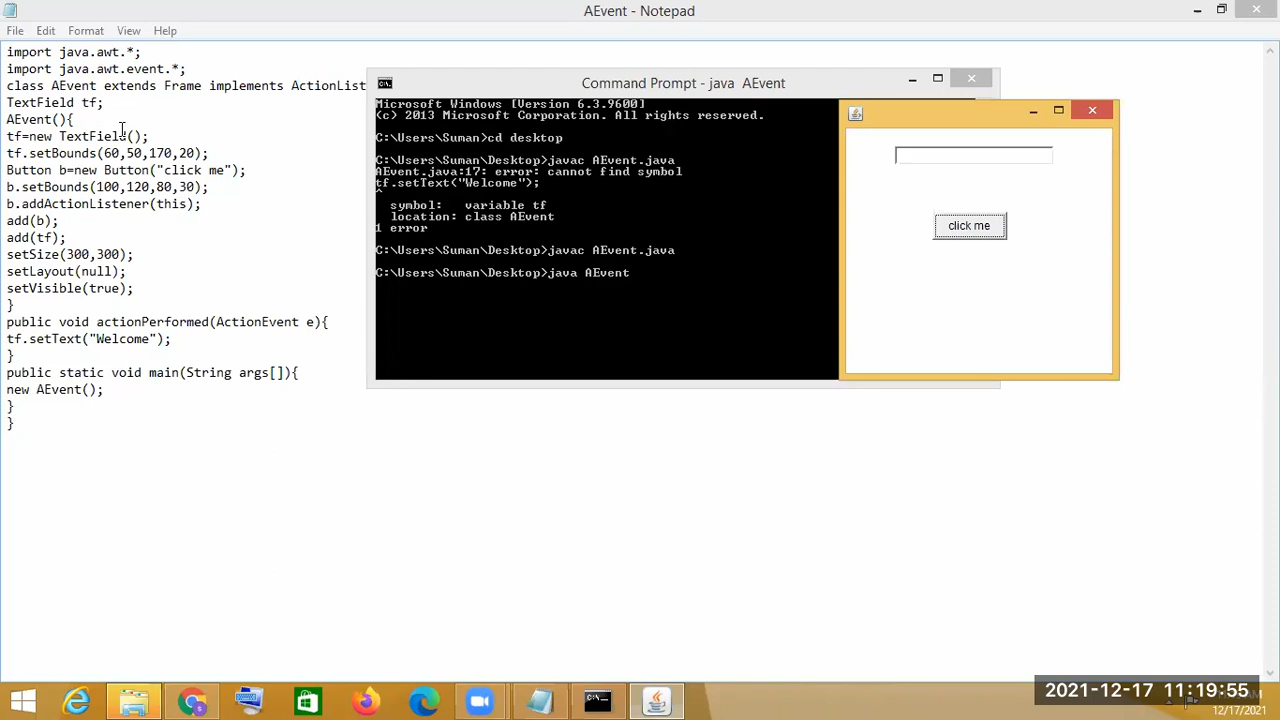 AEvent - Notepad
File Edit Format View Help
import java.awt.*;
import java.awt.event.*;
class AEvent extends Frame implements ActionList
TextField tf;
AEvent(){
tf=new TextField();
tf.setBounds(60,50,170,20);
Button b=new Button("click me");
b.setBounds(100,120,80,30);
b.addActionListener(this);
add(b);
add(tf);
setSize(300,300);
setLayout(null);
setVisible(true);
}
public void actionPerformed(ActionEvent e){
tf.setText("Welcome");
}
public static void main(String args[]){
new AEvent();
}
}
Command Prompt - java AEvent
Microsoft Windows [Version 6.3.9600]
(c) 2013 Microsoft Corporation. All rights reserved.
C:\Users\Suman>cd desktop
C:\Users\Suman\Desktop>javac AEvent.java
AEvent.java:17: error: cannot find symbol
tf.setText("Welcome");
^
symbol: variable tf
location: class AEvent
1 error
C:\Users\Suman\Desktop>javac AEvent.java
C:\Users\Suman\Desktop>java AEvent
click me
2021-12-17 11:19:55
12/17/2021